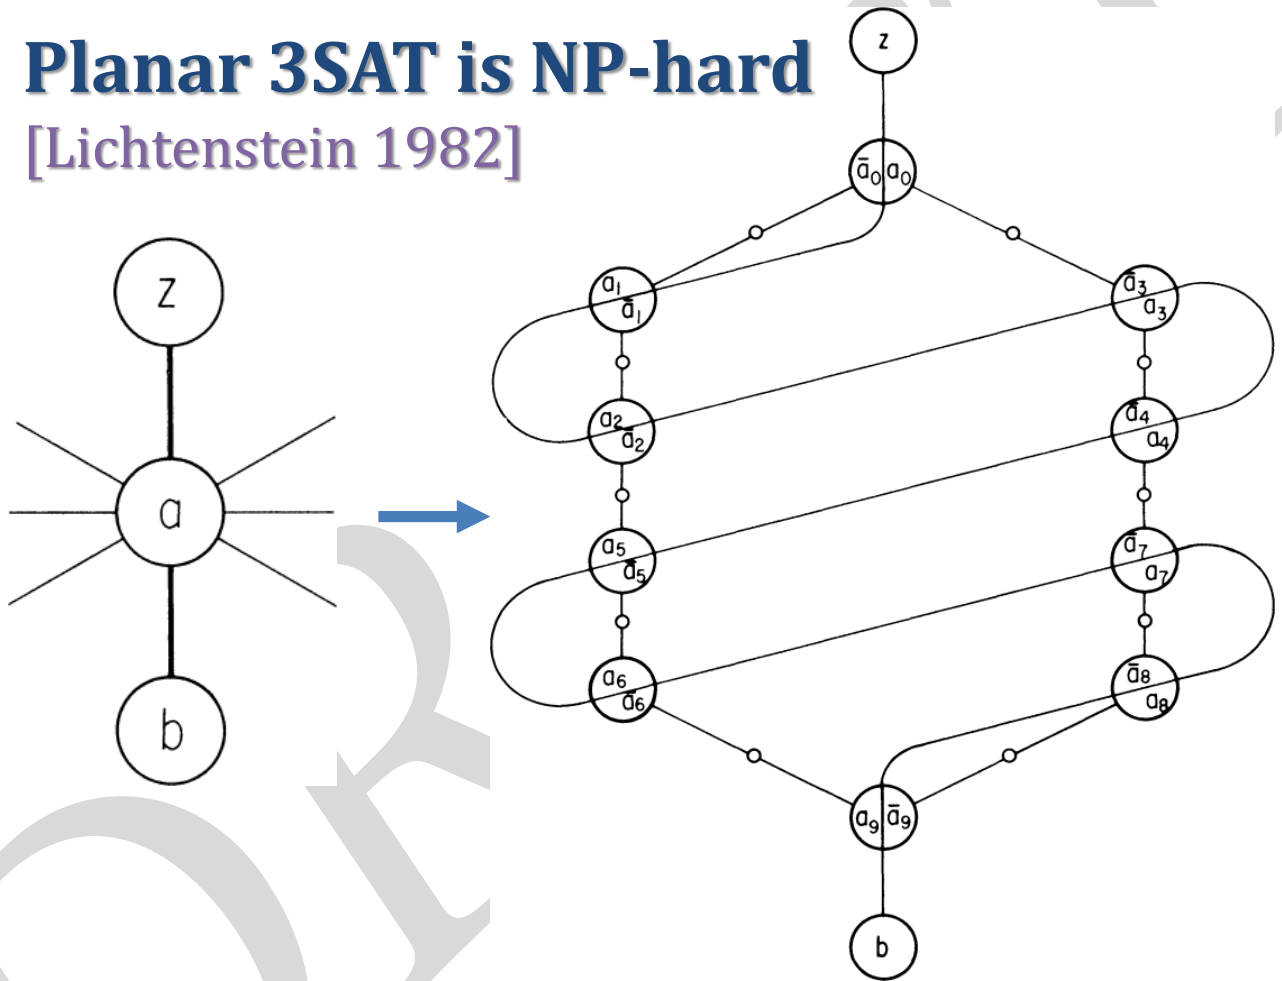 Planar 3SAT is NP-hard
[Lichtenstein 1982]
z
a
b
z
ā₀ a₀
a₁
ā₁
ā₃
a₃
a₂
ā₂
ā₄
a₄
a₅
ā₅
ā₇
a₇
a₆
ā₆
ā₈
a₈
a₉ ā₉
b